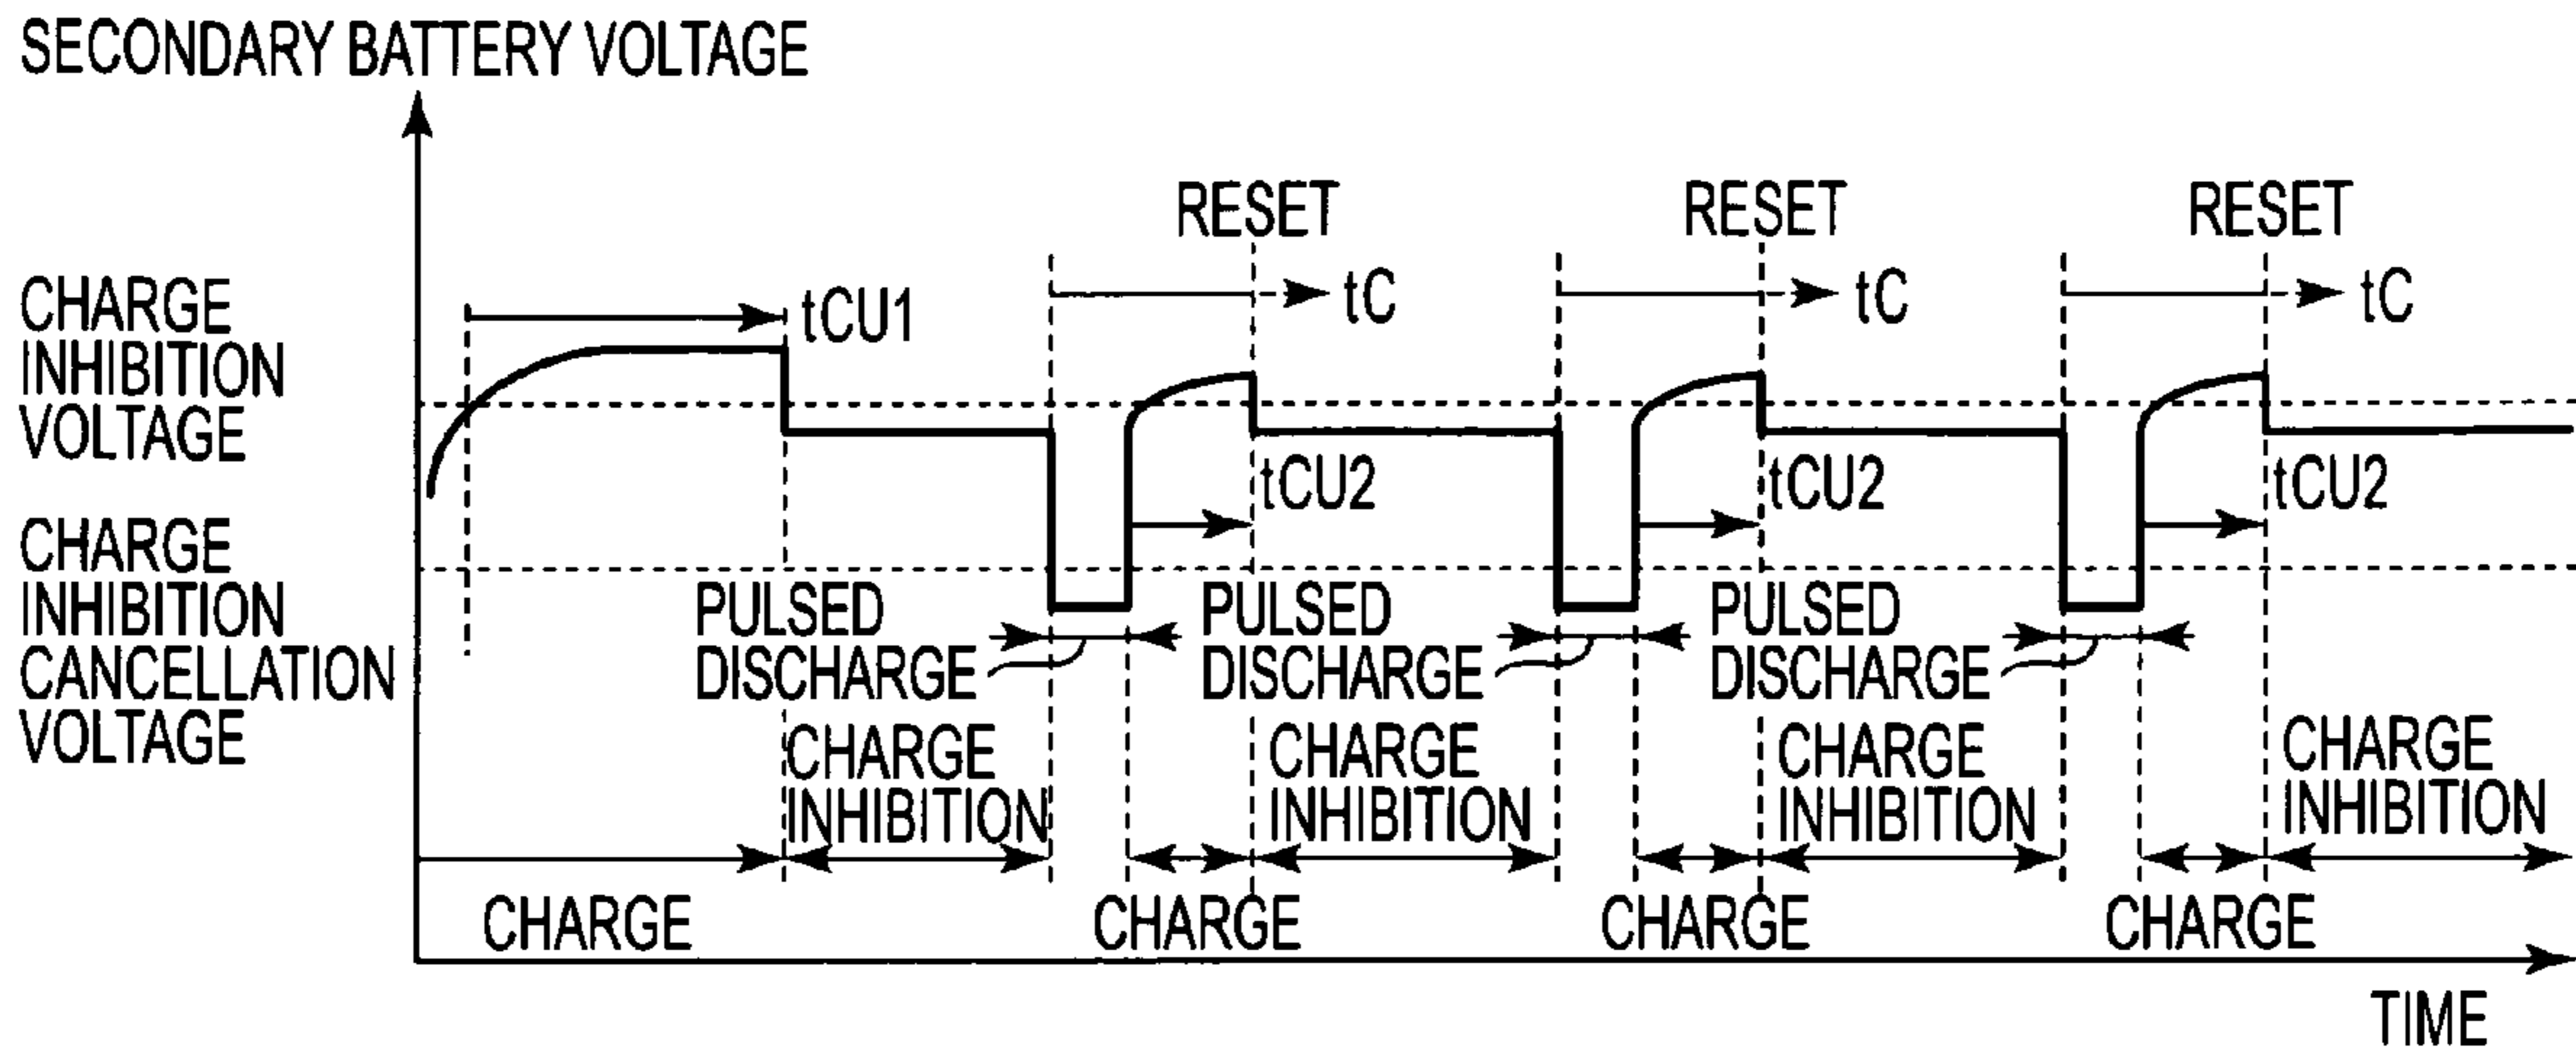 SECONDARY BATTERY VOLTAGE
RESET
RESET
RESET
CHARGE
INHIBITION
VOLTAGE
tCU1
tC
tC
tC
tCU2
tCU2
tCU2
CHARGE
INHIBITION
CANCELLATION
VOLTAGE
PULSED
DISCHARGE
PULSED
DISCHARGE
PULSED
DISCHARGE
CHARGE
INHIBITION
CHARGE
INHIBITION
CHARGE
INHIBITION
CHARGE
INHIBITION
CHARGE
CHARGE
CHARGE
CHARGE
TIME